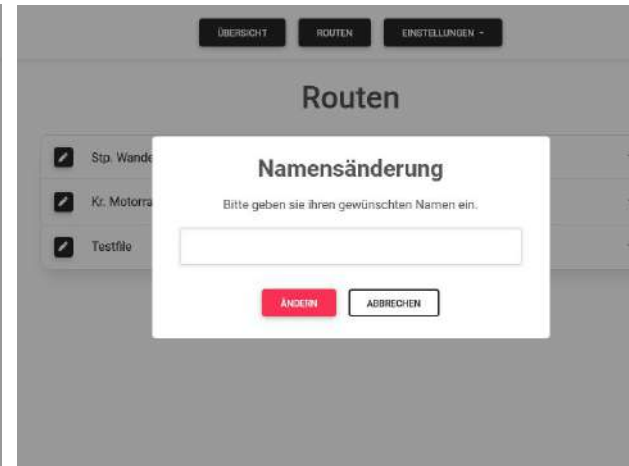 ÜBERSICHT ROUTEN EINSTELLUNGEN
Routen
Stp. Wande
Namensänderung
Kr. Motorra
Bitte geben sie ihren gewünschten Namen ein.
Testfile
ÄNDERN ABBRECHEN